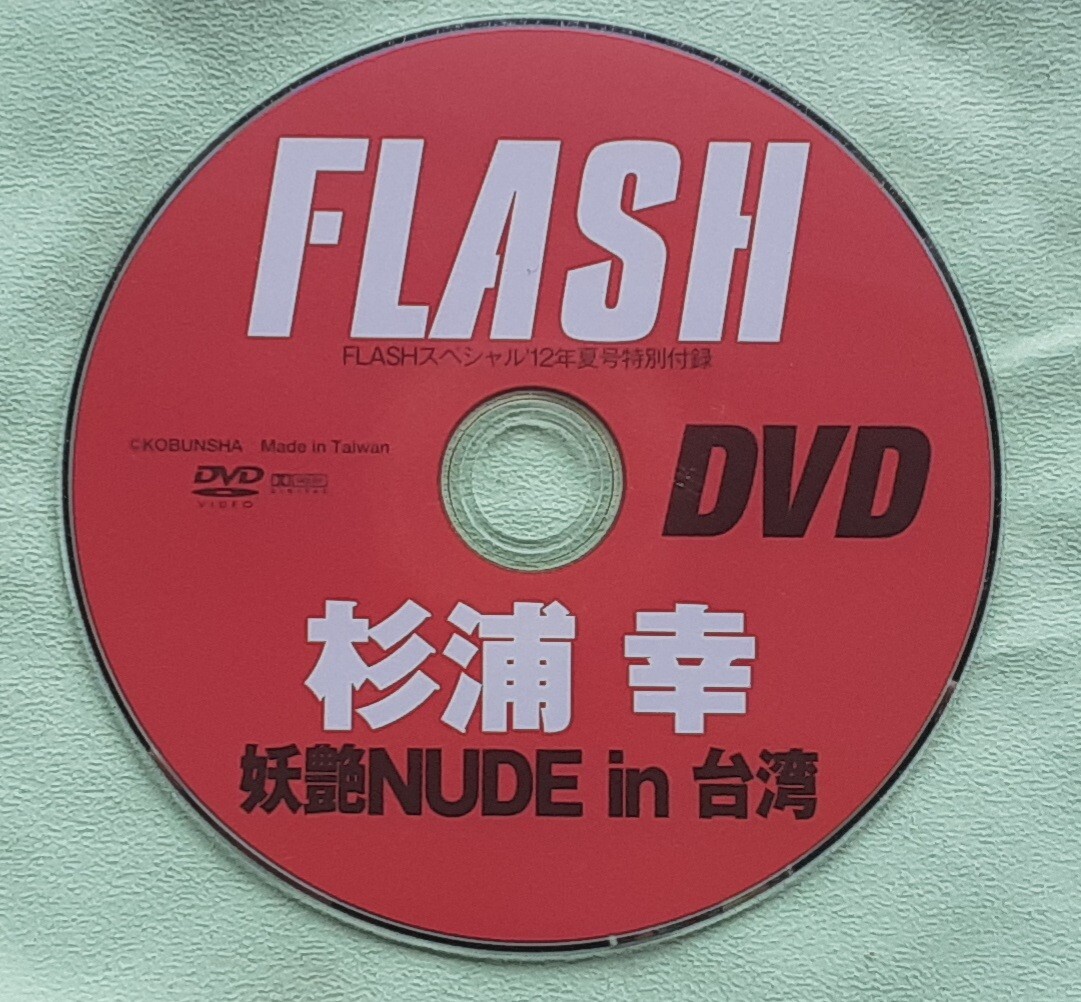 FLASH
FLASHスペシャル'12年夏号特別付録
©KOBUNSHA Made in Taiwan
DVD
DVD
VIDEO
DIGITAL
杉浦 幸
妖艶NUDE in 台湾